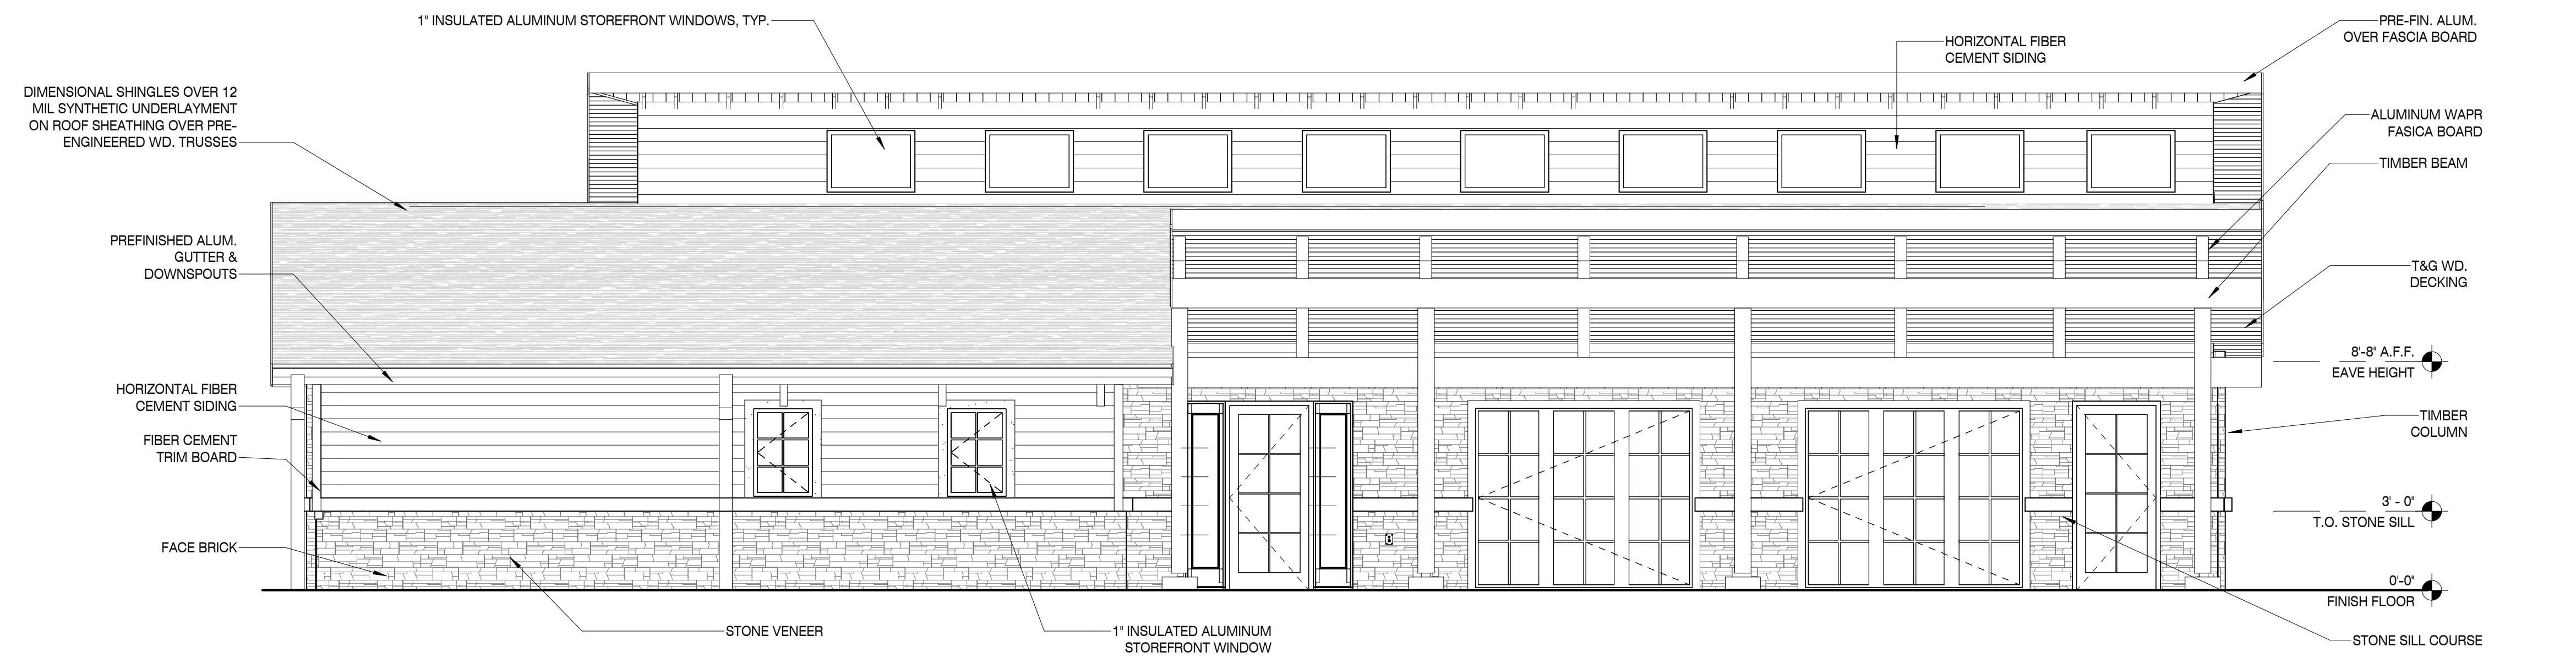 1" INSULATED ALUMINUM STOREFRONT WINDOWS, TYP.
PRE-FIN. ALUM.
OVER FASCIA BOARD
HORIZONTAL FIBER
CEMENT SIDING
DIMENSIONAL SHINGLES OVER 12
MIL SYNTHETIC UNDERLAYMENT
ON ROOF SHEATHING OVER PRE-
ENGINEERED WD. TRUSSES
ALUMINUM WAPR
FASICA BOARD
TIMBER BEAM
PREFINISHED ALUM.
GUTTER &
DOWNSPOUTS
T&G WD.
DECKING
8'-8" A.F.F.
EAVE HEIGHT
HORIZONTAL FIBER
CEMENT SIDING
TIMBER
COLUMN
FIBER CEMENT
TRIM BOARD
3' - 0"
T.O. STONE SILL
FACE BRICK
0'-0"
FINISH FLOOR
STONE VENEER
1" INSULATED ALUMINUM
STOREFRONT WINDOW
STONE SILL COURSE